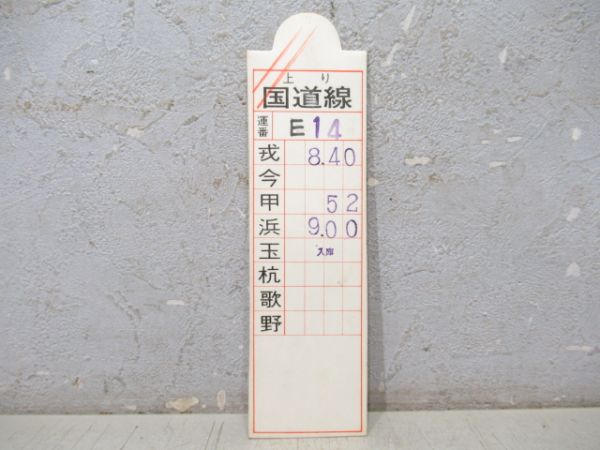 上り
国道線
運番 E14
戎 8.40
今
甲 52
浜 9.00
玉 入庫
杭
歌
野